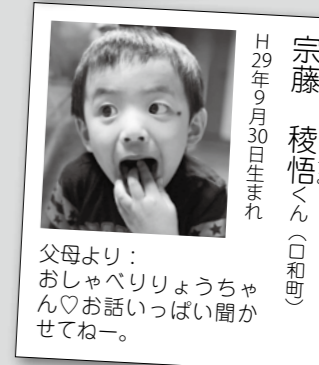 宗藤 稜悟くん（口和町）
H29年9月30日生まれ
父母より：
おしゃべりりょうちゃ
ん♡お話いっぱい聞か
せてねー。